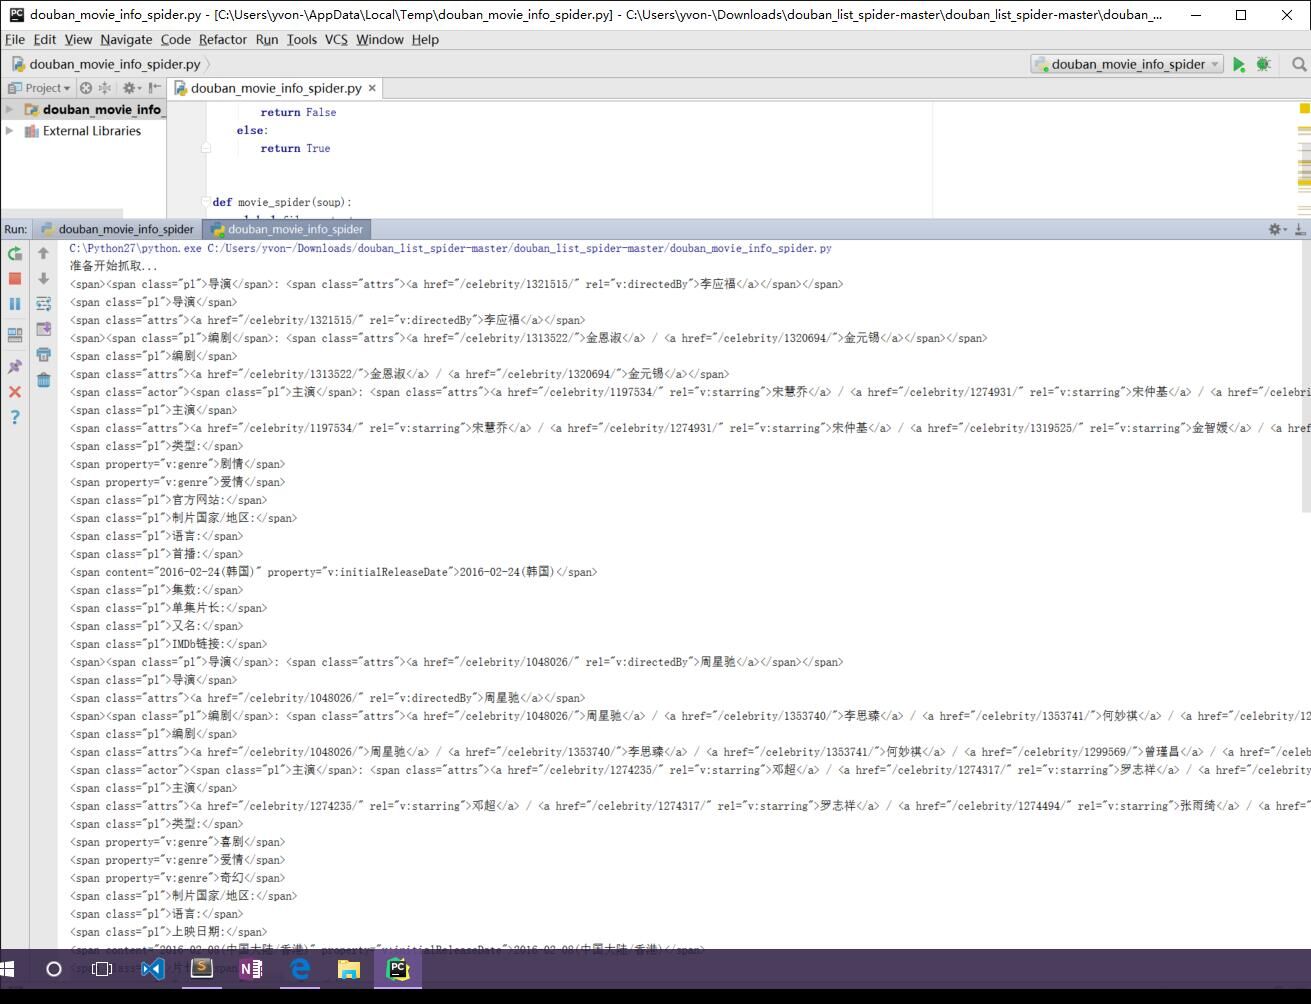 douban_movie_info_spider.py - [C:\Users\yvon-\AppData\Local\Temp\douban_movie_info_spider.py] - C:\Users\yvon-\Downloads\douban_list_spider-master\douban_list_spider-master\douban_...
File Edit View Navigate Code Refactor Run Tools VCS Window Help
douban_movie_info_spider.py douban_movie_info_spider
Project douban_movie_info_spider.py
douban_movie_info_
External Libraries
return False
else:
return True
def movie_spider(soup):
Run: douban_movie_info_spider douban_movie_info_spider
C:\Python27\python.exe C:/Users/yvon-/Downloads/douban_list_spider-master/douban_list_spider-master/douban_movie_info_spider.py
准备开始抓取...
<span><span class="pl">导演</span>: <span class="attrs"><a href="/celebrity/1321515/" rel="v:directedBy">李应福</a></span></span>
<span class="pl">导演</span>
<span class="attrs"><a href="/celebrity/1321515/" rel="v:directedBy">李应福</a></span>
<span><span class="pl">编剧</span>: <span class="attrs"><a href="/celebrity/1313522/">金恩淑</a> / <a href="/celebrity/1320694/">金元锡</a></span></span>
<span class="pl">编剧</span>
<span class="attrs"><a href="/celebrity/1313522/">金恩淑</a> / <a href="/celebrity/1320694/">金元锡</a></span>
<span class="actor"><span class="pl">主演</span>: <span class="attrs"><a href="/celebrity/1197534/" rel="v:starring">宋慧乔</a> / <a href="/celebrity/1274931/" rel="v:starring">宋仲基</a> / <a href="/celebri
<span class="pl">主演</span>
<span class="attrs"><a href="/celebrity/1197534/" rel="v:starring">宋慧乔</a> / <a href="/celebrity/1274931/" rel="v:starring">宋仲基</a> / <a href="/celebrity/1319525/" rel="v:starring">金智媛</a> / <a href
<span class="pl">类型:</span>
<span property="v:genre">剧情</span>
<span property="v:genre">爱情</span>
<span class="pl">官方网站:</span>
<span class="pl">制片国家/地区:</span>
<span class="pl">语言:</span>
<span class="pl">首播:</span>
<span content="2016-02-24(韩国)" property="v:initialReleaseDate">2016-02-24(韩国)</span>
<span class="pl">集数:</span>
<span class="pl">单集片长:</span>
<span class="pl">又名:</span>
<span class="pl">IMDb链接:</span>
<span><span class="pl">导演</span>: <span class="attrs"><a href="/celebrity/1048026/" rel="v:directedBy">周星驰</a></span></span>
<span class="pl">导演</span>
<span class="attrs"><a href="/celebrity/1048026/" rel="v:directedBy">周星驰</a></span>
<span><span class="pl">编剧</span>: <span class="attrs"><a href="/celebrity/1048026/">周星驰</a> / <a href="/celebrity/1353740/">李思臻</a> / <a href="/celebrity/1353741/">何妙祺</a> / <a href="/celebrity/12
<span class="pl">编剧</span>
<span class="attrs"><a href="/celebrity/1048026/">周星驰</a> / <a href="/celebrity/1353740/">李思臻</a> / <a href="/celebrity/1353741/">何妙祺</a> / <a href="/celebrity/1299569/">曾瑾昌</a> / <a href="/celeb
<span class="actor"><span class="pl">主演</span>: <span class="attrs"><a href="/celebrity/1274235/" rel="v:starring">邓超</a> / <a href="/celebrity/1274317/" rel="v:starring">罗志祥</a> / <a href="/celebrity
<span class="pl">主演</span>
<span class="attrs"><a href="/celebrity/1274235/" rel="v:starring">邓超</a> / <a href="/celebrity/1274317/" rel="v:starring">罗志祥</a> / <a href="/celebrity/1274494/" rel="v:starring">张雨绮</a> / <a href="
<span class="pl">类型:</span>
<span property="v:genre">喜剧</span>
<span property="v:genre">爱情</span>
<span property="v:genre">奇幻</span>
<span class="pl">制片国家/地区:</span>
<span class="pl">语言:</span>
<span class="pl">上映日期:</span>
<span content="2016-02-08(中国大陆/香港)" property="v:initialReleaseDate">2016-02-08(中国大陆/香港)</span>